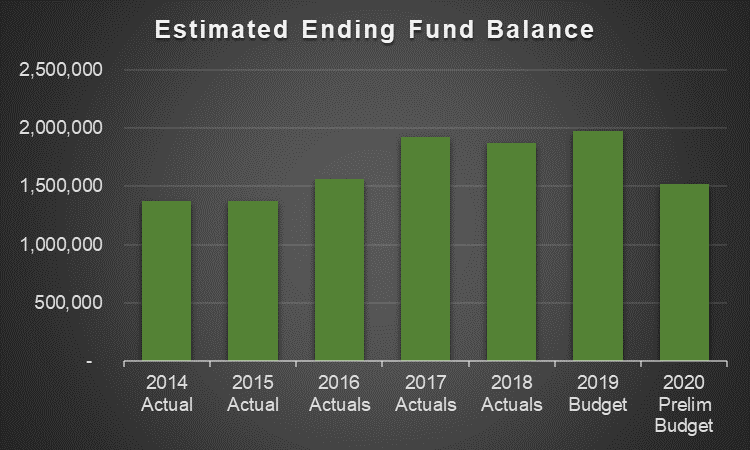 Estimated Ending Fund Balance
2,500,000
2,000,000
1,500,000
1,000,000
500,000
-
2014
Actual
2015
Actual
2016
Actuals
2017
Actuals
2018
Actuals
2019
Budget
2020
Prelim
Budget